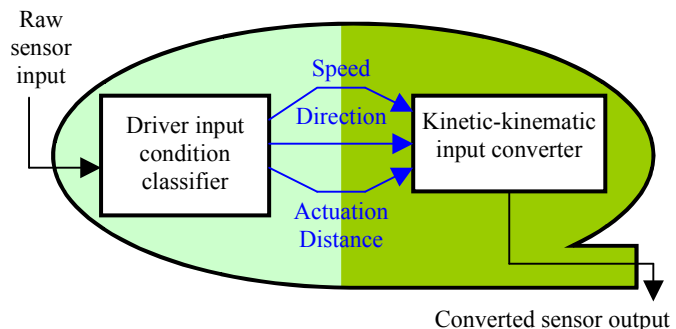 Raw
sensor
input
Speed
Direction
Actuation
Distance
Driver input
condition
classifier
Kinetic-kinematic
input converter
Converted sensor output